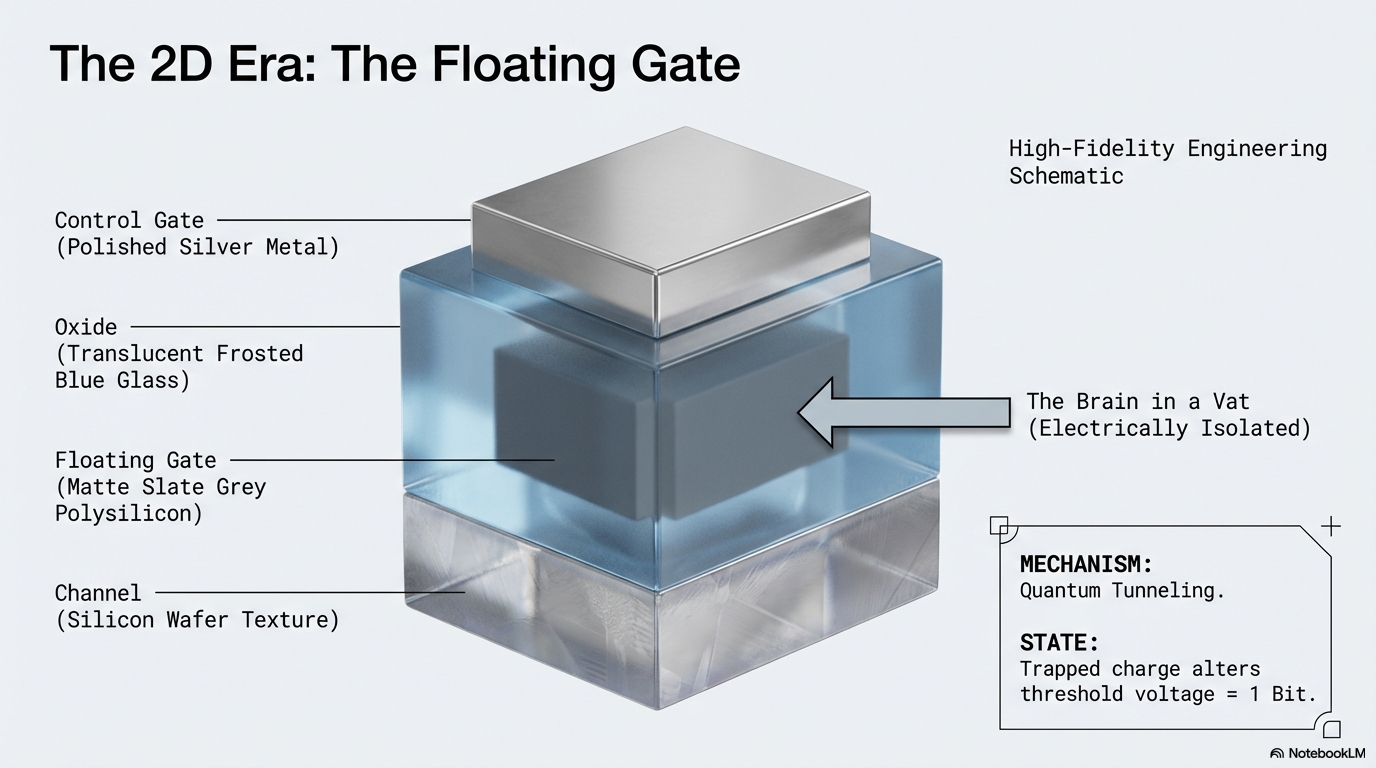 The 2D Era: The Floating Gate
High-Fidelity Engineering
Schematic
Control Gate
(Polished Silver Metal)
Oxide
(Translucent Frosted
Blue Glass)
Floating Gate
(Matte Slate Grey
Polysilicon)
Channel
(Silicon Wafer Texture)
The Brain in a Vat
(Electrically Isolated)
MECHANISM:
Quantum Tunneling.
STATE:
Trapped charge alters
threshold voltage = 1 Bit.
NotebookLM